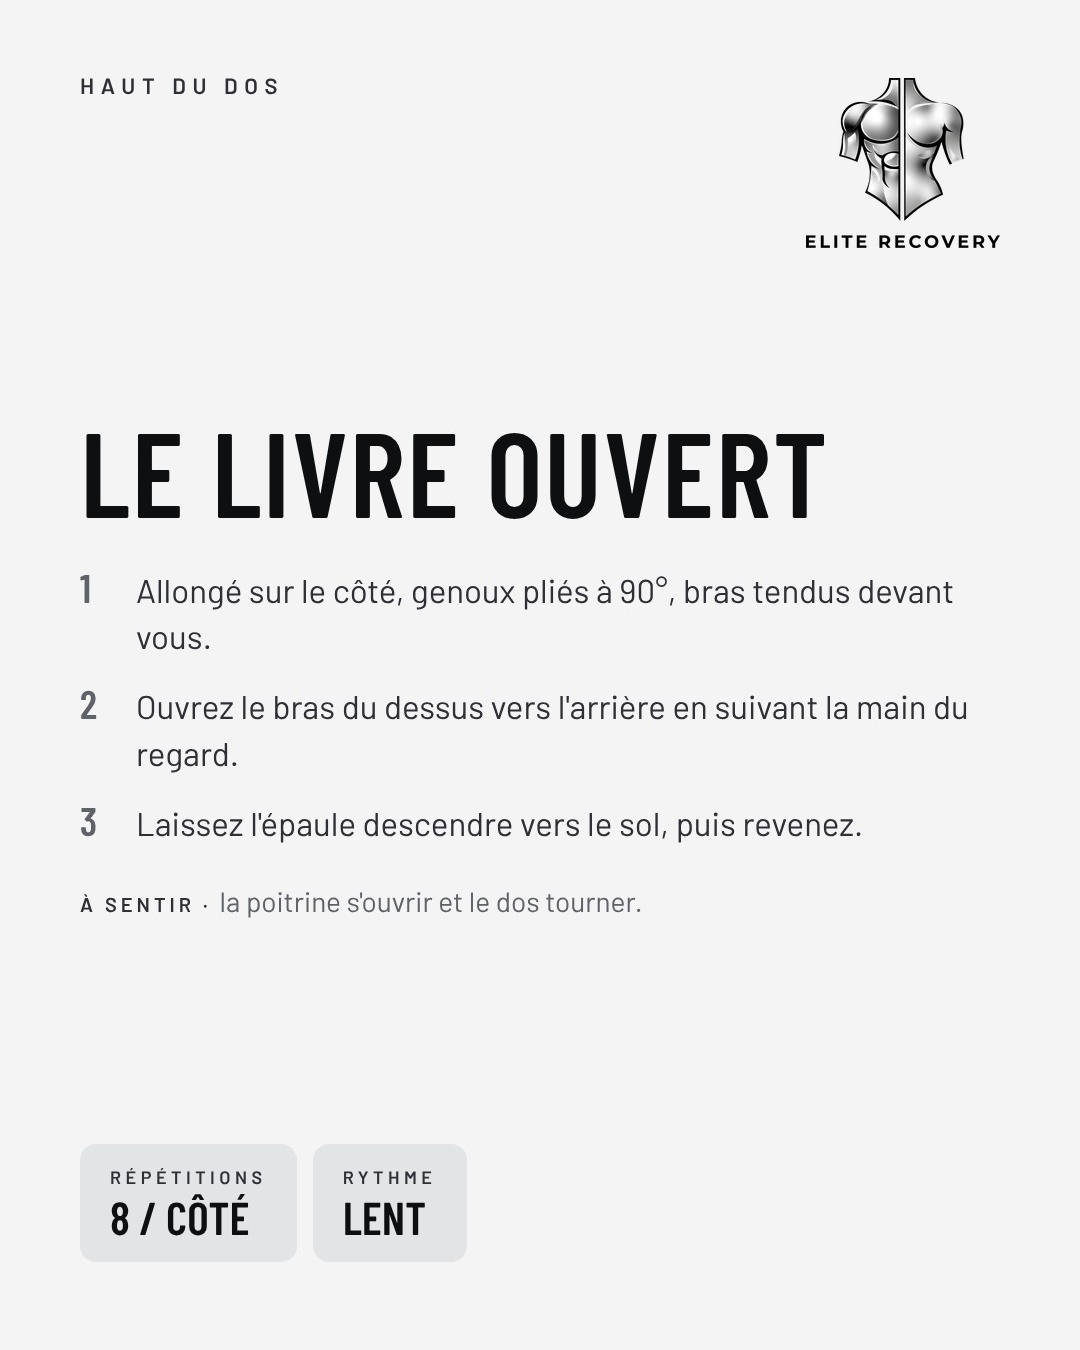 HAUT DU DOS
ELITE RECOVERY
LE LIVRE OUVERT
1 Allongé sur le côté, genoux pliés à 90°, bras tendus devant
vous.
2 Ouvrez le bras du dessus vers l'arrière en suivant la main du
regard.
3 Laissez l'épaule descendre vers le sol, puis revenez.
À SENTIR · la poitrine s'ouvrir et le dos tourner.
RÉPÉTITIONS
8 / CÔTÉ
RYTHME
LENT